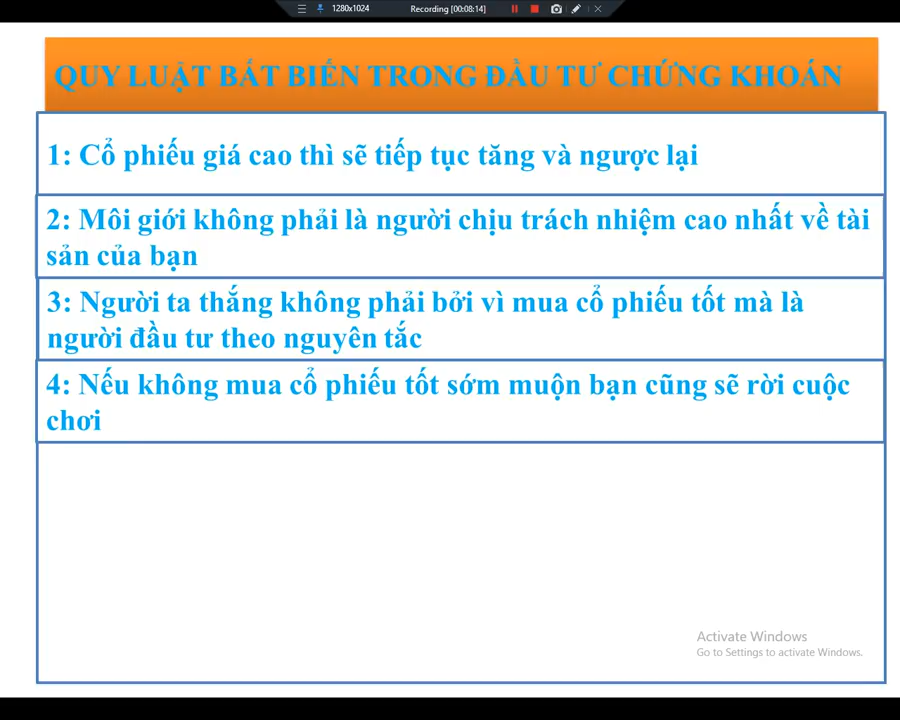 1280x1024 Recording [00:08:14]
QUY LUẬT BẤT BIẾN TRONG ĐẦU TƯ CHỨNG KHOÁN
1: Cổ phiếu giá cao thì sẽ tiếp tục tăng và ngược lại
2: Môi giới không phải là người chịu trách nhiệm cao nhất về tài
sản của bạn
3: Người ta thắng không phải bởi vì mua cổ phiếu tốt mà là
người đầu tư theo nguyên tắc
4: Nếu không mua cổ phiếu tốt sớm muộn bạn cũng sẽ rời cuộc
chơi
Activate Windows
Go to Settings to activate Windows.